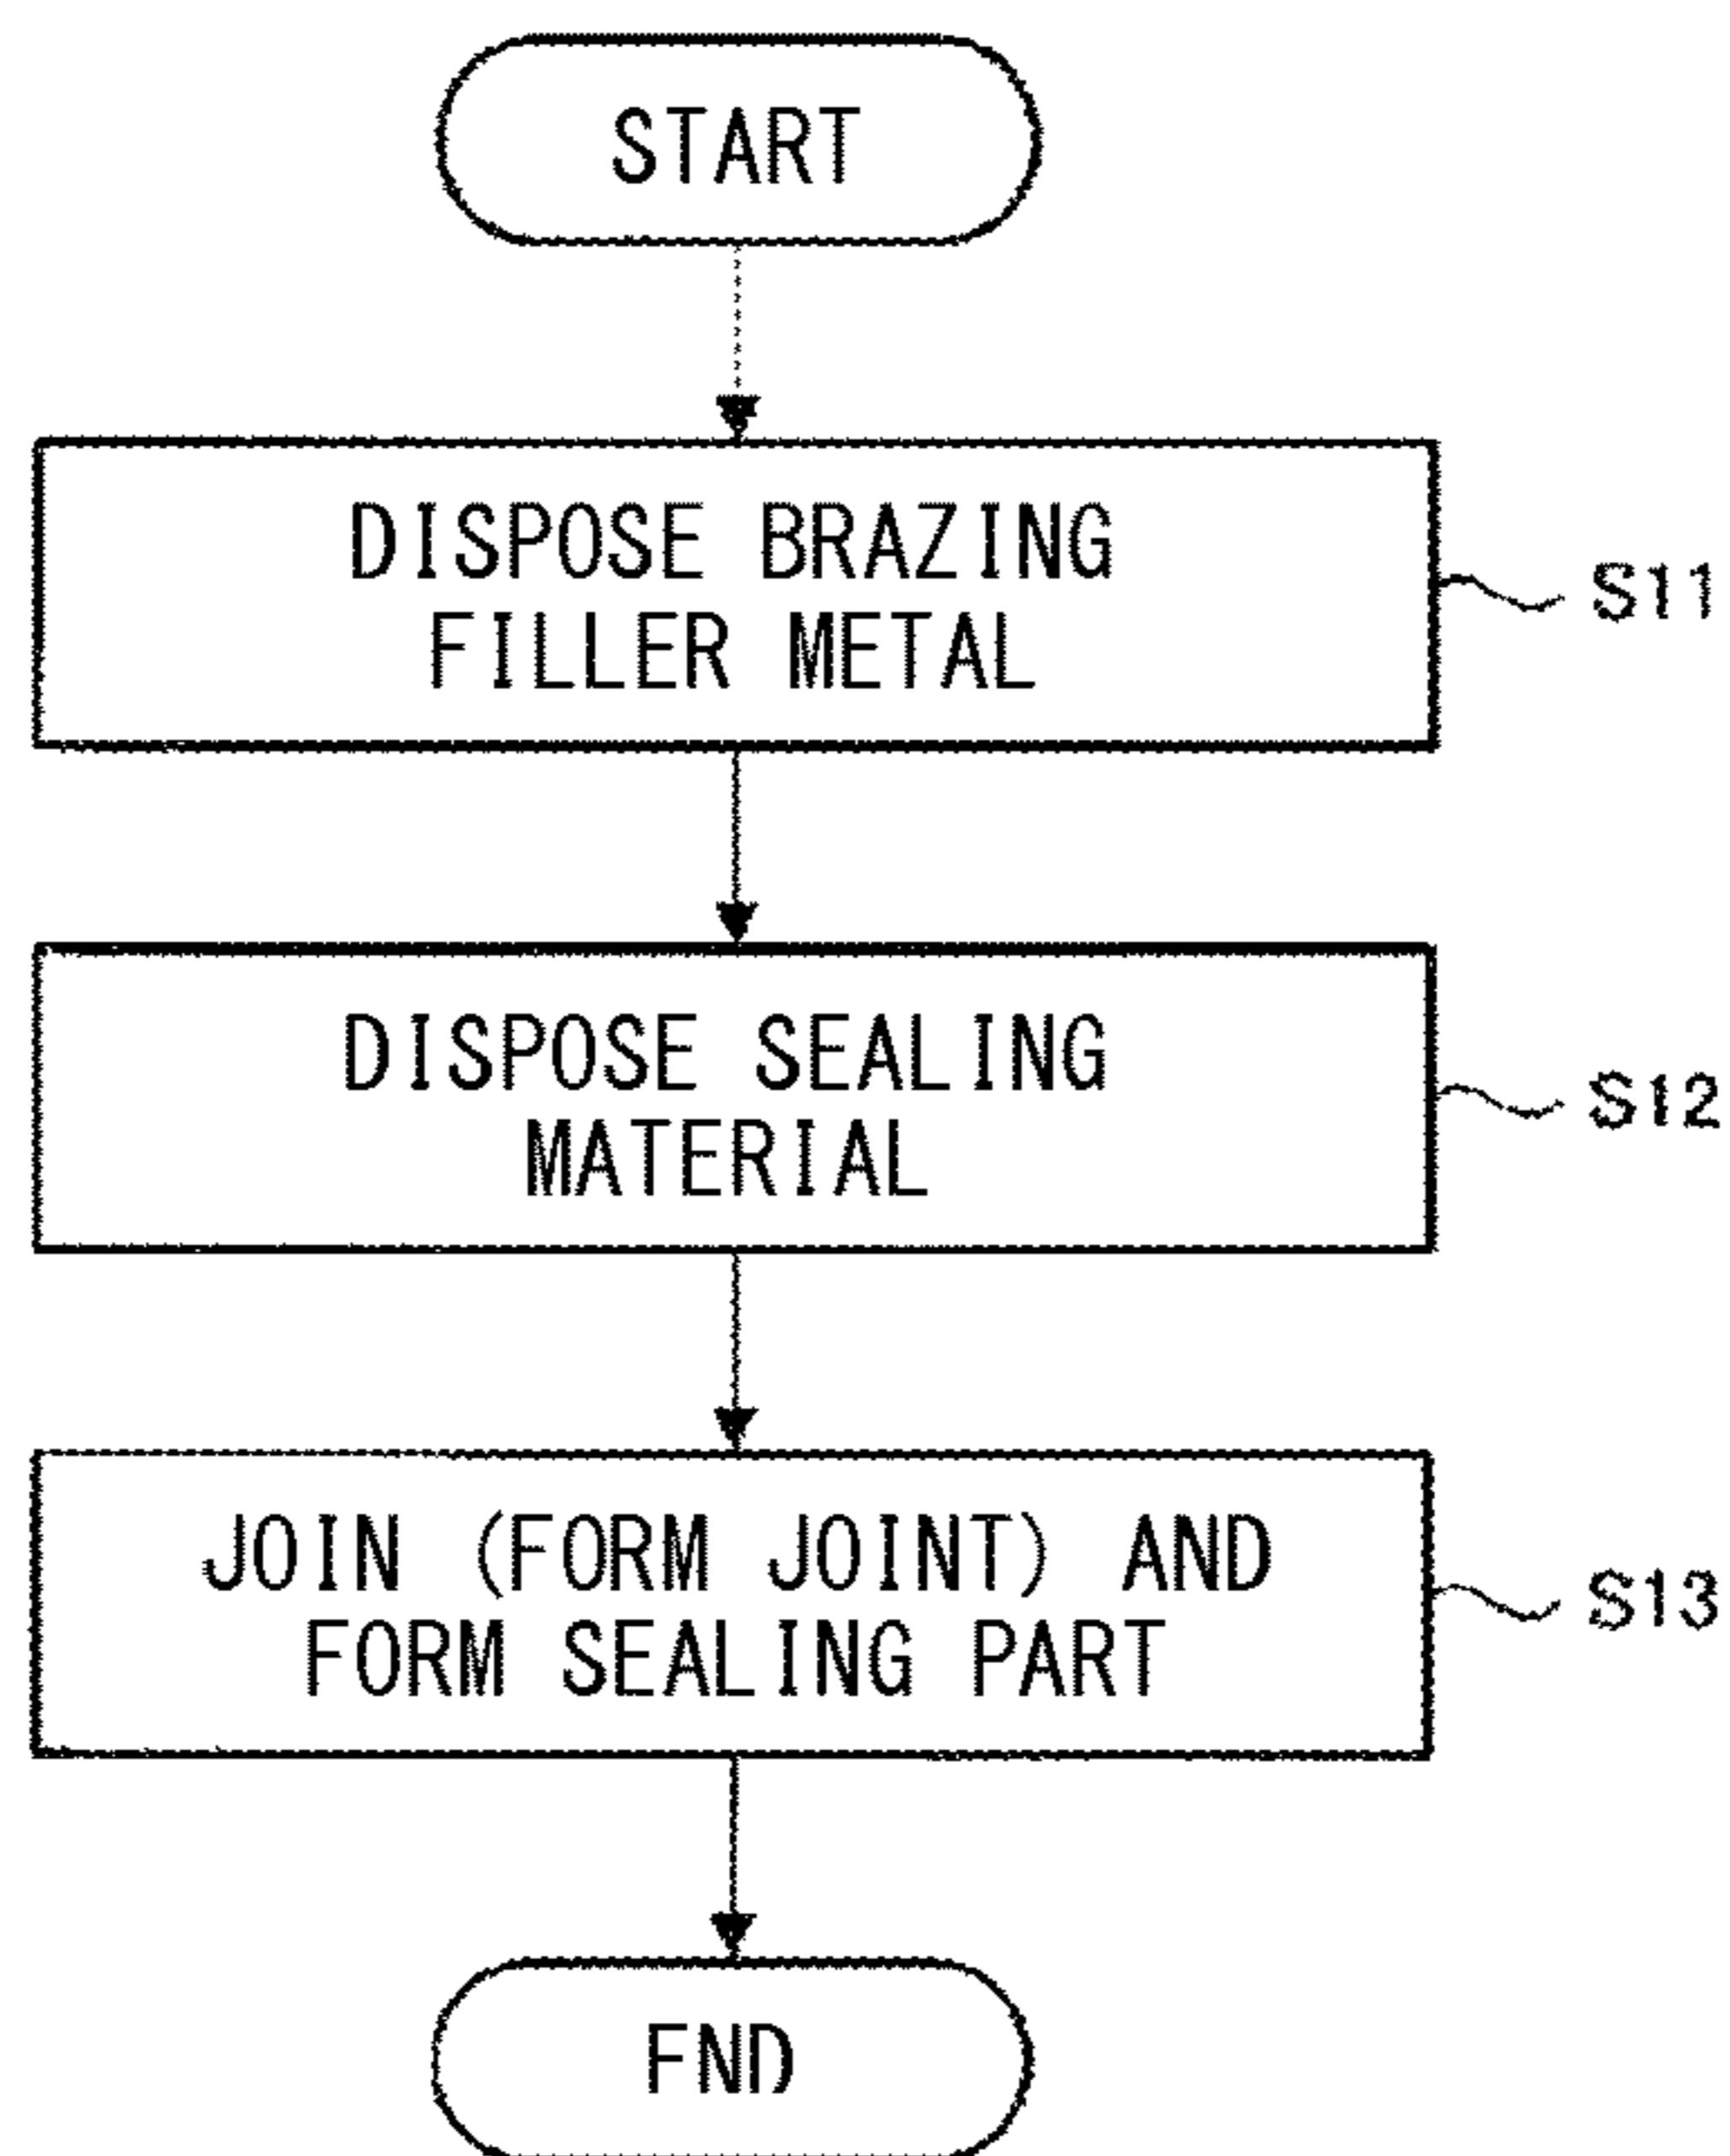 START
DISPOSE BRAZING
FILLER METAL
S11
DISPOSE SEALING
MATERIAL
S12
JOIN (FORM JOINT) AND
FORM SEALING PART
S13
END